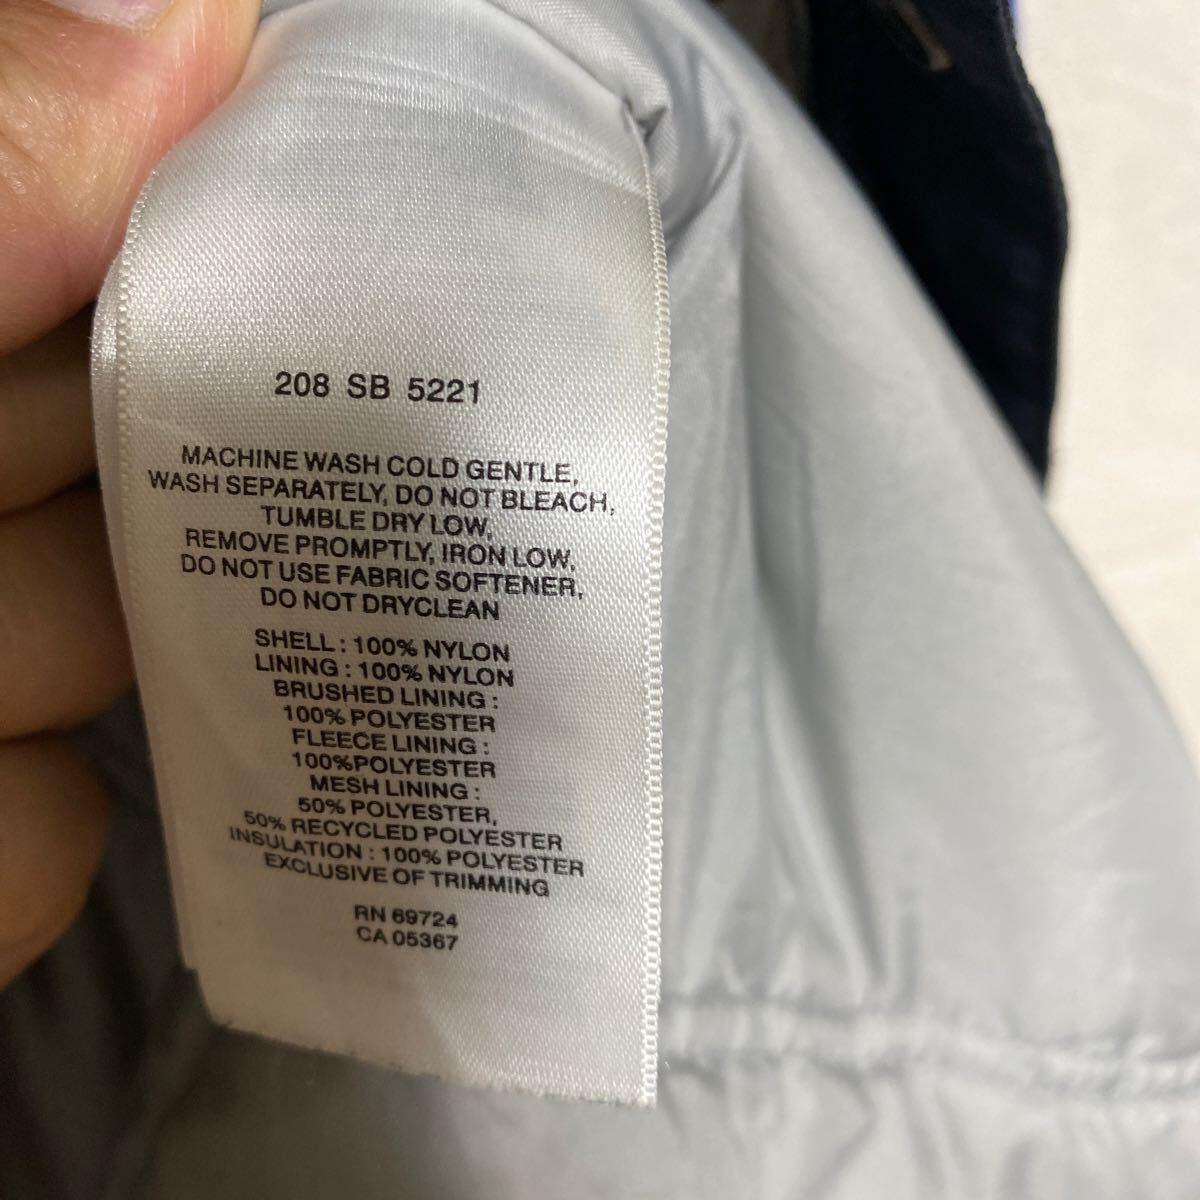 208 SB 5221
MACHINE WASH COLD GENTLE,
WASH SEPARATELY, DO NOT BLEACH,
TUMBLE DRY LOW,
REMOVE PROMPTLY, IRON LOW,
DO NOT USE FABRIC SOFTENER,
DO NOT DRYCLEAN
SHELL : 100% NYLON
LINING : 100% NYLON
BRUSHED LINING :
100% POLYESTER
FLEECE LINING :
100%POLYESTER
MESH LINING :
50% POLYESTER,
50% RECYCLED POLYESTER
INSULATION : 100% POLYESTER
EXCLUSIVE OF TRIMMING
RN 69724
CA 05367